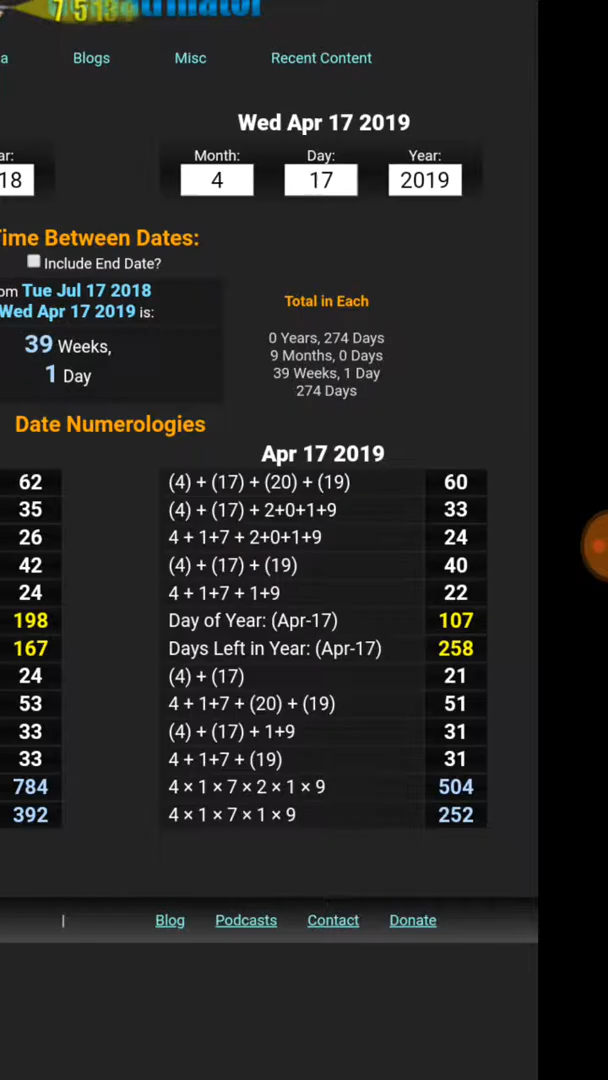 75134
a Blogs Misc Recent Content
Wed Apr 17 2019
ar: Month: Day: Year:
18 4 17 2019
ime Between Dates:
Include End Date?
om Tue Jul 17 2018
Wed Apr 17 2019 is:
39 Weeks,
1 Day
Total in Each
0 Years, 274 Days
9 Months, 0 Days
39 Weeks, 1 Day
274 Days
Date Numerologies
Apr 17 2019
62 (4) + (17) + (20) + (19) 60
35 (4) + (17) + 2+0+1+9 33
26 4 + 1+7 + 2+0+1+9 24
42 (4) + (17) + (19) 40
24 4 + 1+7 + 1+9 22
198 Day of Year: (Apr-17) 107
167 Days Left in Year: (Apr-17) 258
24 (4) + (17) 21
53 4 + 1+7 + (20) + (19) 51
33 (4) + (17) + 1+9 31
33 4 + 1+7 + (19) 31
784 4 × 1 × 7 × 2 × 1 × 9 504
392 4 × 1 × 7 × 1 × 9 252
| Blog Podcasts Contact Donate